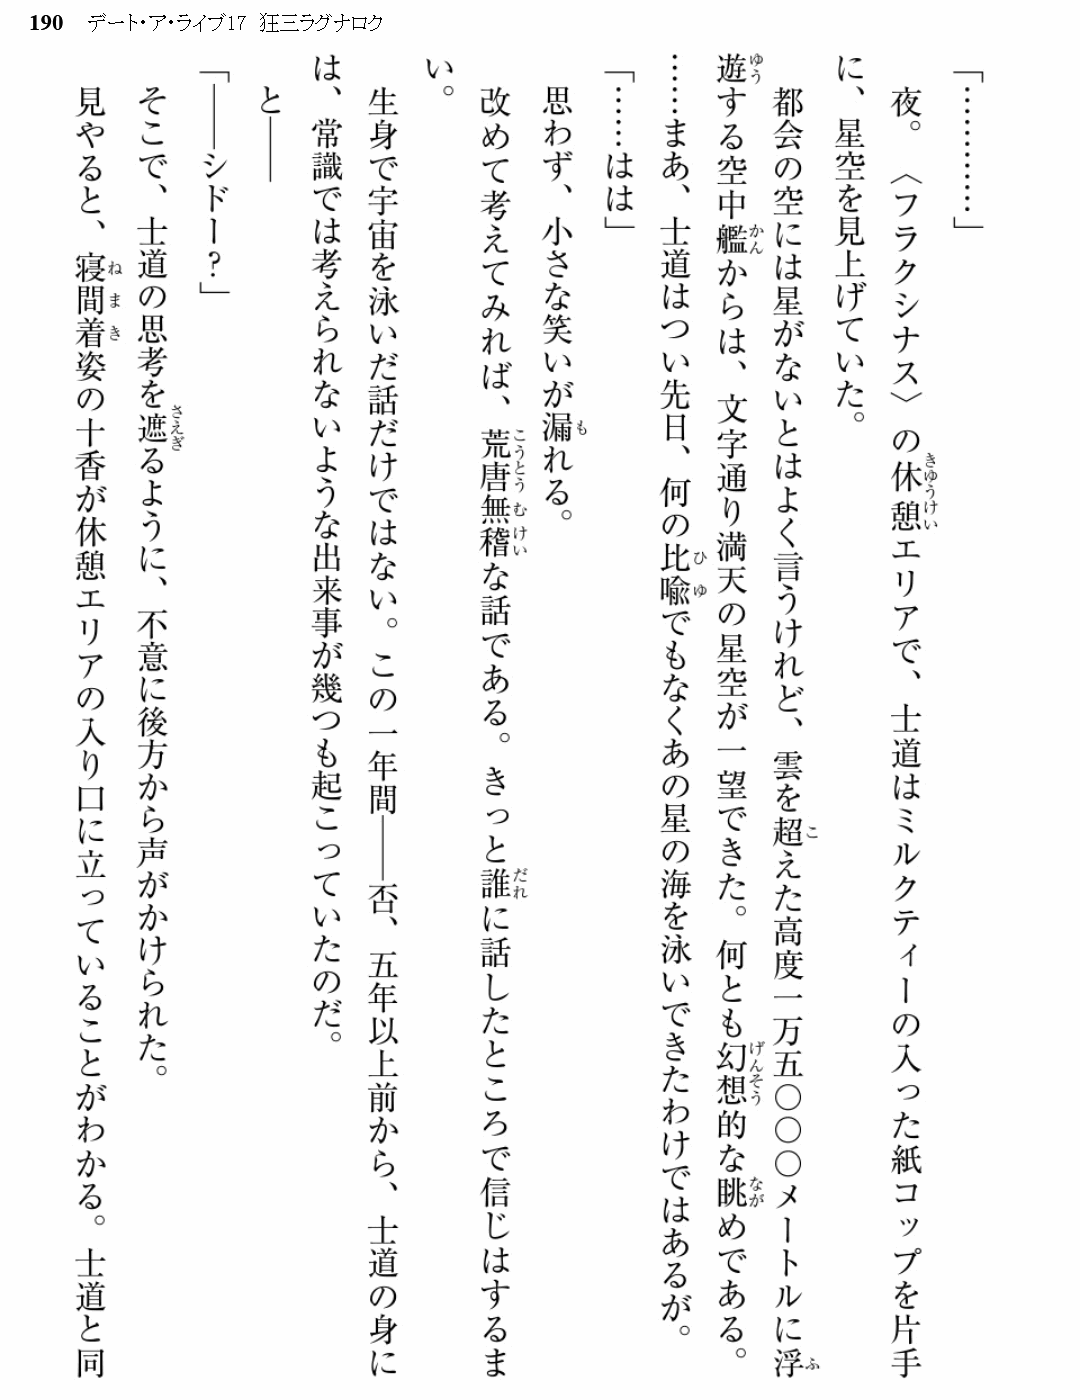 190 デート・ア・ライブ17 狂三ラグナロク
「…………」
夜。〈フラクシナス〉の休憩エリアで、士道はミルクティーの入った紙コップを片手
に、星空を見上げていた。
都会の空には星がないとはよく言うけれど、雲を超えた高度一万五〇〇〇メートルに浮
遊する空中艦からは、文字通り満天の星空が一望できた。何とも幻想的な眺めである。
……まあ、士道はつい先日、何の比喩でもなくあの星の海を泳いできたわけではあるが。
「……はは」
思わず、小さな笑いが漏れる。
改めて考えてみれば、荒唐無稽な話である。きっと誰に話したところで信じはするま
い。
生身で宇宙を泳いだ話だけではない。この一年間――否、五年以上前から、士道の身に
は、常識では考えられないような出来事が幾つも起こっていたのだ。
と――
「――シドー?」
そこで、士道の思考を遮るように、不意に後方から声がかけられた。
見やると、寝間着姿の十香が休憩エリアの入り口に立っていることがわかる。士道と同